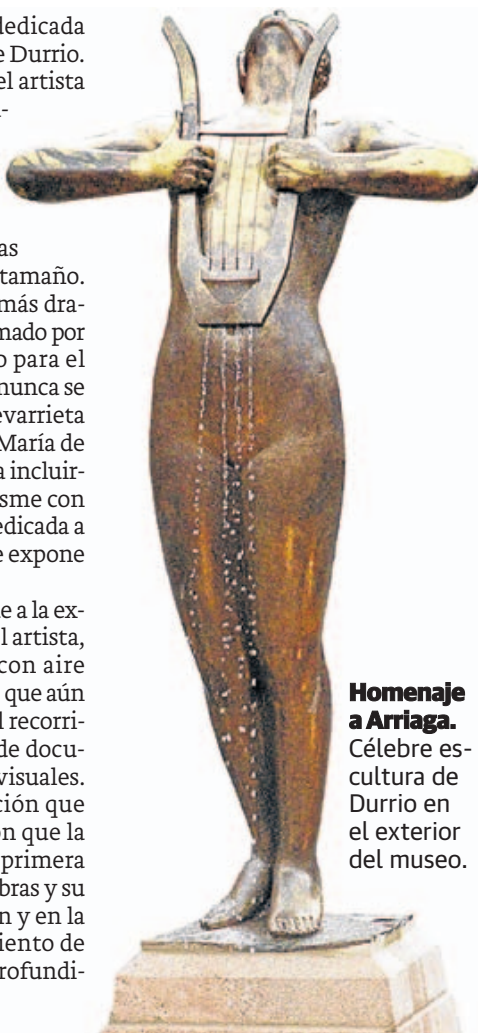 dedicada
e Durrio.
el artista
as
tamaño.
más dra-
mado por
o para el
nunca se
evarrieta
María de
a incluir-
sme con
edicada a
e expone
e a la ex-
l artista,
con aire
que aún
l recorri-
de docu-
visuales.
ción que
ón que la
primera
bras y su
n y en la
iento de
rofundi-
Homenaje
a Arriaga.
Célebre es-
cultura de
Durrio en
el exterior
del museo.